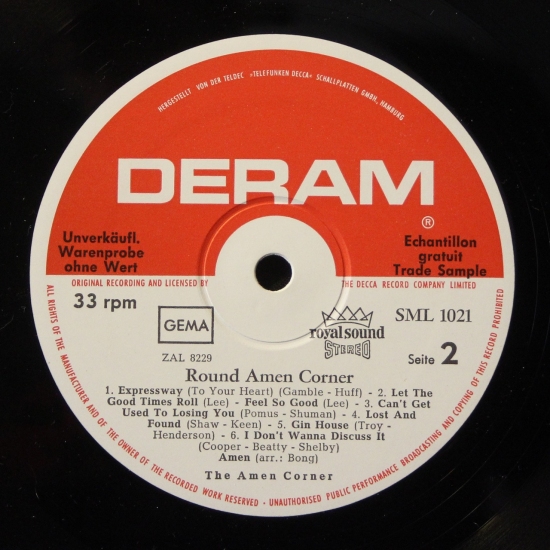 HERGESTELLT VON DER TELDEC »TELEFUNKEN DECCA« SCHALLPLATTEN GMBH, HAMBURG
DERAM
®
Unverkäufl.
Warenprobe
ohne Wert
Echantillon
gratuit
Trade Sample
ORIGINAL RECORDING AND LICENSED BY THE DECCA RECORD COMPANY LIMITED
33 rpm
GEMA
ZAL 8229
royal sound
STEREO
SML 1021
Seite 2
Round Amen Corner
1. Expressway (To Your Heart) (Gamble - Huff) - 2. Let The
Good Times Roll (Lee) - Feel So Good (Lee) - 3. Can't Get
Used To Losing You (Pomus - Shuman) - 4. Lost And
Found (Shaw - Keen) - 5. Gin House (Troy -
Henderson) - 6. I Don't Wanna Discuss It
(Cooper - Beatty - Shelby)
Amen (arr.: Bong)
The Amen Corner
ALL RIGHTS OF THE MANUFACTURER AND OF THE OWNER OF THE RECORDED WORK RESERVED - UNAUTHORISED PUBLIC PERFORMANCE BROADCASTING AND COPYING OF THIS RECORD PROHIBITED